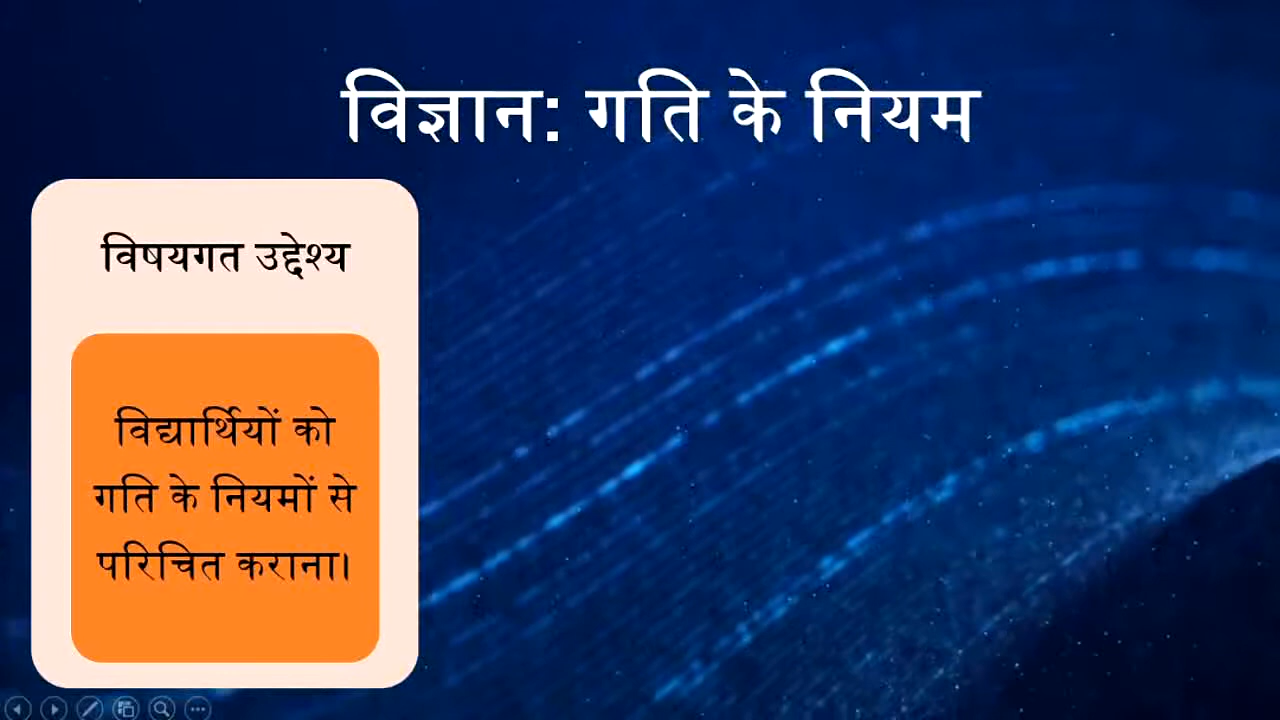 विज्ञान: गति के नियम
विषयगत उद्देश्य
विद्यार्थियों को
गति के नियमों से
परिचित कराना।